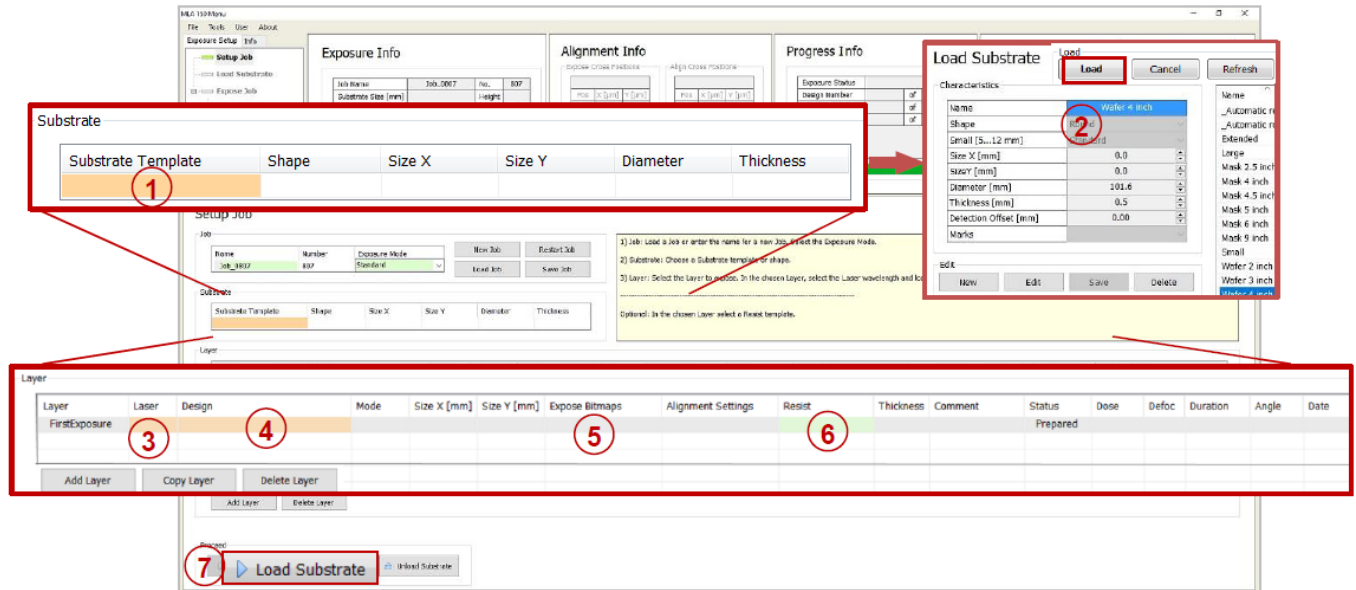 MLA 150 Menu
File Tools User About
Exposure Setup Info
Setup Job
Load Substrate
Expose Job
Exposure Info
Job Name Job_0807 No. 807
Substrate Size [mm] Height
Alignment Info
Expose Cross Positions
Pos X [µm] Y [µm]
Align Cross Positions
Pos X [µm] Y [µm]
Progress Info
Exposure Status
Design Number of
of
of
Load Substrate
Load
Load Cancel Refresh
Characteristics
Name Wafer 4 inch
Shape
Small [5...12 mm]
Size X [mm] 0.0
SizeY [mm] 0.0
Diameter [mm] 101.6
Thickness [mm] 0.5
Detection Offset [mm] 0.00
Marks
2
Edit
New Edit Save Delete
Name
_Automatic
_Automatic
Extended
Large
Mask 2.5 inch
Mask 4 inch
Mask 4.5 inch
Mask 5 inch
Mask 6 inch
Mask 9 inch
Small
Wafer 2 inch
Wafer 3 inch
Wafer 4 inch
Substrate
Substrate Template Shape Size X Size Y Diameter Thickness
1
Setup Job
Job
Name Number Exposure Mode
Job_0807 807 Standard
New Job Restart Job
Load Job Save Job
1) Job: Load a Job or enter the name for a new Job. Select the Exposure Mode.
2) Substrate: Choose a Substrate template or shape.
3) Layer: Select the Layer to expose. In the chosen Layer, select the Laser wavelength and
Optional: In the chosen Layer select a Resist template.
Substrate
Substrate Template Shape Size X Size Y Diameter Thickness
Layer
Layer
Layer Laser Design Mode Size X [mm] Size Y [mm] Expose Bitmaps Alignment Settings Resist Thickness Comment Status Dose Defoc Duration Angle Date
FirstExposure 3 4 5 6 Prepared
Add Layer Copy Layer Delete Layer
Add Layer Delete Layer
Proceed
7 Load Substrate Unload Substrate